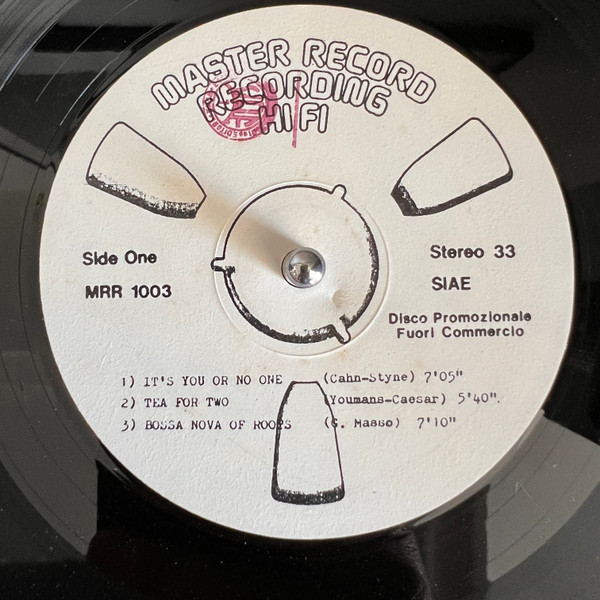 MASTER RECORD
RECORDING
HI FI
Side One
MRR 1003
Stereo 33
SIAE
Disco Promozionale
Fuori Commercio
1) IT'S YOU OR NO ONE (Cahn-Styne) 7'05"
2) TEA FOR TWO (Youmans-Caesar) 5'40".
3) BOSSA NOVA OF ROOTS (S. Masso) 7'10"